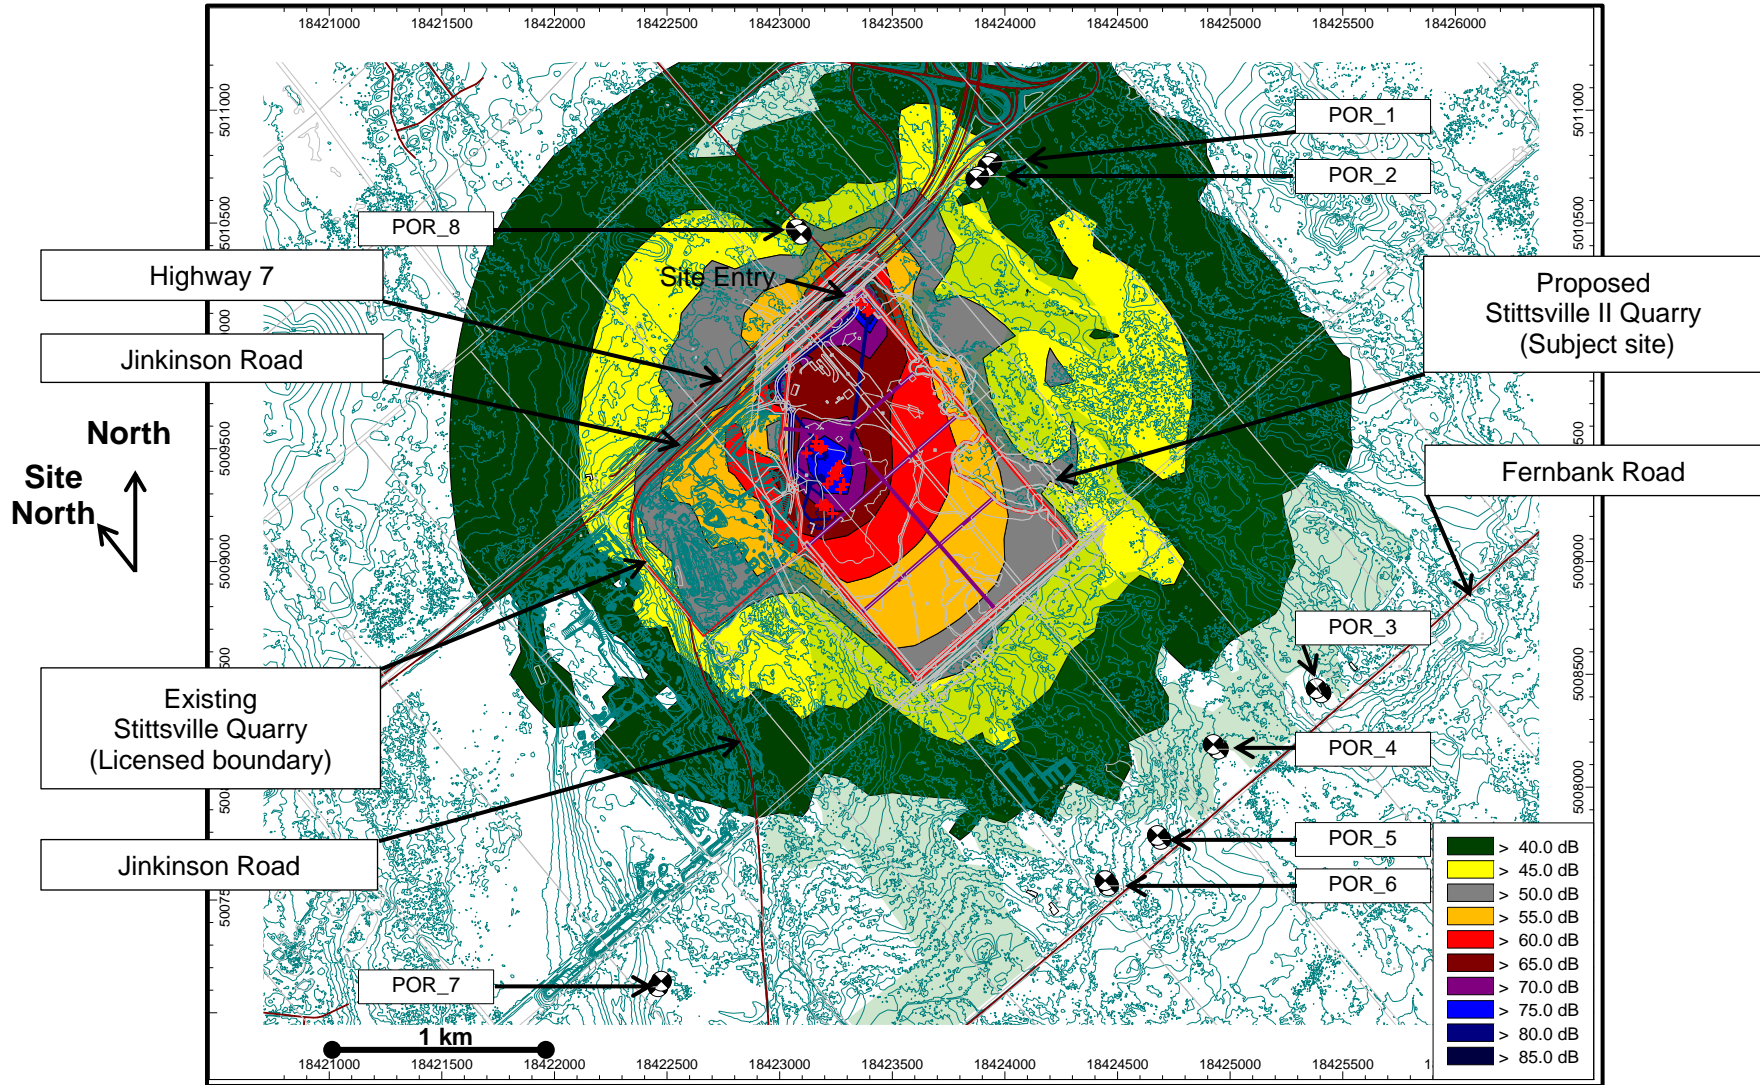 18421000 18421500 18422000 18422500 18423000 18423500 18424000 18424500 18425000 18425500 18426000
5011000
5011000
POR_1
POR_2
POR_8
5010500
5010500
Highway 7
Site Entry
Proposed
Stittsville II Quarry
(Subject site)
Jinkinson Road
North
Site
North
5009500
Fernbank Road
5009000
5009000
POR_3
5008500
Existing
Stittsville Quarry
(Licensed boundary)
POR_4
5008000
Jinkinson Road
POR_5
POR_6
POR_7
> 40.0 dB
> 45.0 dB
> 50.0 dB
> 55.0 dB
> 60.0 dB
> 65.0 dB
> 70.0 dB
> 75.0 dB
> 80.0 dB
> 85.0 dB
1 km
18421000 18421500 18422000 18422500 18423000 18423500 18424000 18424500 18425000 18425500 18426000